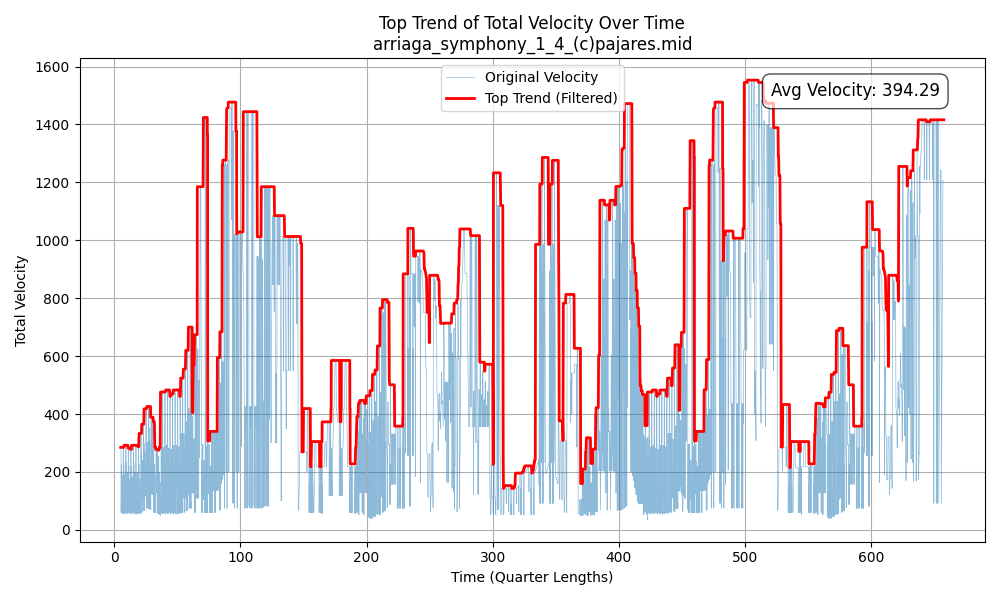 Top Trend of Total Velocity Over Time
arriaga_symphony_1_4_(c)pajares.mid
Original Velocity
Top Trend (Filtered)
Avg Velocity: 394.29
Total Velocity
1600
1400
1200
1000
800
600
400
200
0
0 100 200 300 400 500 600
Time (Quarter Lengths)